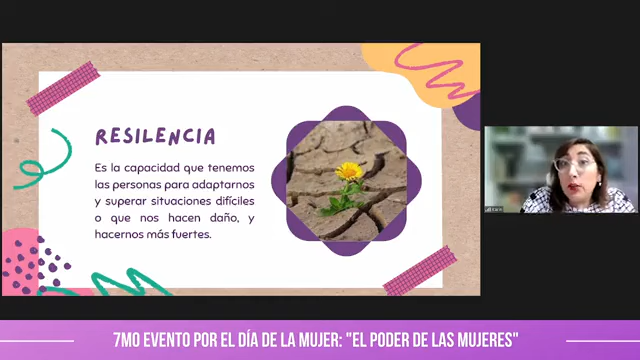 RESILENCIA
Es la capacidad que tenemos
las personas para adaptarnos
y superar situaciones difíciles
o que nos hacen daño, y
hacernos más fuertes.
7MO EVENTO POR EL DÍA DE LA MUJER: "EL PODER DE LAS MUJERES"